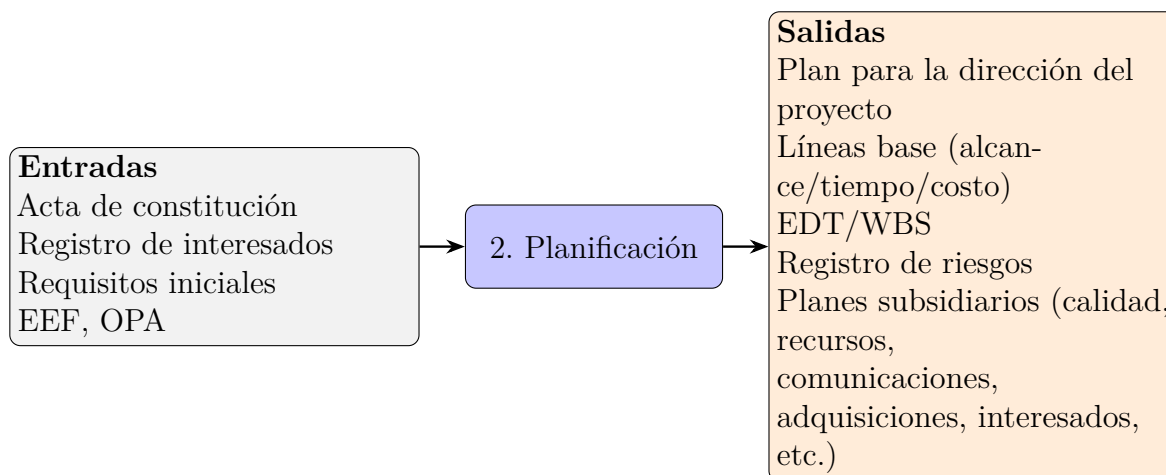 Entradas
Acta de constitución
Registro de interesados
Requisitos iniciales
EEF, OPA
2. Planificación
Salidas
Plan para la dirección del
proyecto
Líneas base (alcan-
ce/tiempo/costo)
EDT/WBS
Registro de riesgos
Planes subsidiarios (calidad,
recursos,
comunicaciones,
adquisiciones, interesados,
etc.)